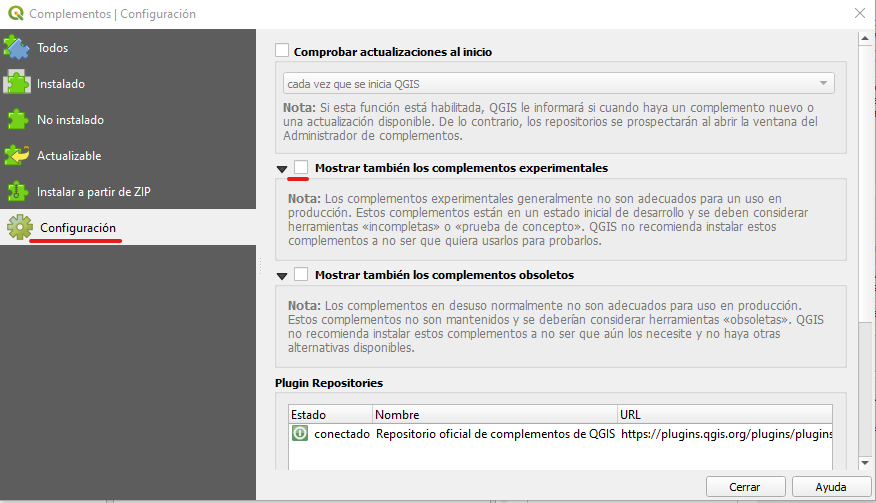 Complementos | Configuración
Todos
Instalado
No instalado
Actualizable
Instalar a partir de ZIP
Configuración
Comprobar actualizaciones al inicio
cada vez que se inicia QGIS
Nota: Si esta función está habilitada, QGIS le informará si cuando haya un complemento nuevo o
una actualización disponible. De lo contrario, los repositorios se prospectarán al abrir la ventana del
Administrador de complementos.
Mostrar también los complementos experimentales
Nota: Los complementos experimentales generalmente no son adecuados para un uso en
producción. Estos complementos están en un estado inicial de desarrollo y se deben considerar
herramientas «incompletas» o «prueba de concepto». QGIS no recomienda instalar estos
complementos a no ser que quiera usarlos para probarlos.
Mostrar también los complementos obsoletos
Nota: Los complementos en desuso normalmente no son adecuados para uso en producción.
Estos complementos no son mantenidos y se deberían considerar herramientas «obsoletas». QGIS
no recomienda instalar estos complementos a no ser que aún los necesite y no haya otras
alternativas disponibles.
Plugin Repositories
Estado Nombre URL
conectado Repositorio oficial de complementos de QGIS https://plugins.qgis.org/plugins/plugins
Cerrar Ayuda